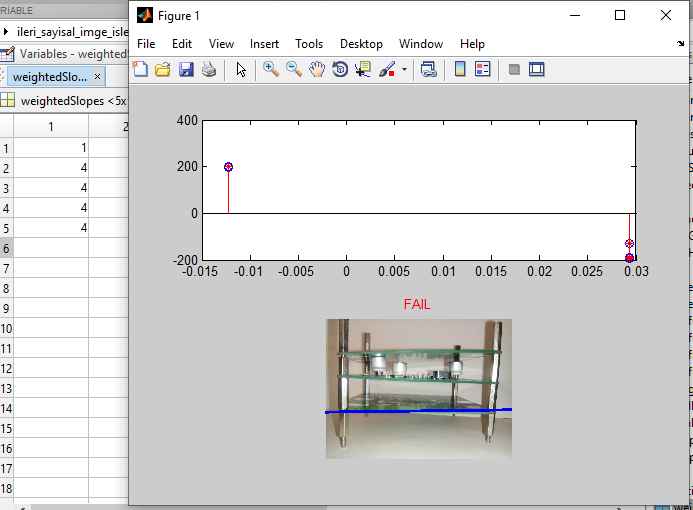 VARIABLE
ileri_sayisal_imge_isle
Variables - weighted
weightedSlo... ×
weightedSlopes <5x
1 2
1 1
2 4
3 4
4 4
5 4
6
7
8
9
10
11
12
13
14
15
16
17
18
Figure 1
File Edit View Insert Tools Desktop Window Help
400
200
0
-200
-0.015 -0.01 -0.005 0 0.005 0.01 0.015 0.02 0.025 0.03
FAIL